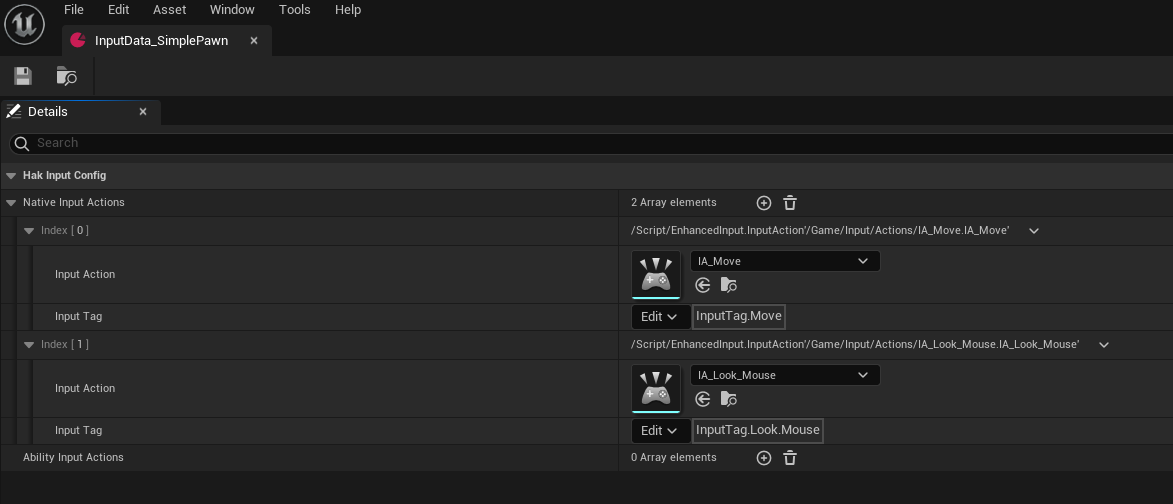 File Edit Asset Window Tools Help
InputData_SimplePawn
Details
Search
Hak Input Config
Native Input Actions 2 Array elements
Index [ 0 ] /Script/EnhancedInput.InputAction'/Game/Input/Actions/IA_Move.IA_Move'
IA_Move
Input Action
Input Tag Edit InputTag.Move
Index [ 1 ] /Script/EnhancedInput.InputAction'/Game/Input/Actions/IA_Look_Mouse.IA_Look_Mouse'
IA_Look_Mouse
Input Action
Input Tag Edit InputTag.Look.Mouse
Ability Input Actions 0 Array elements